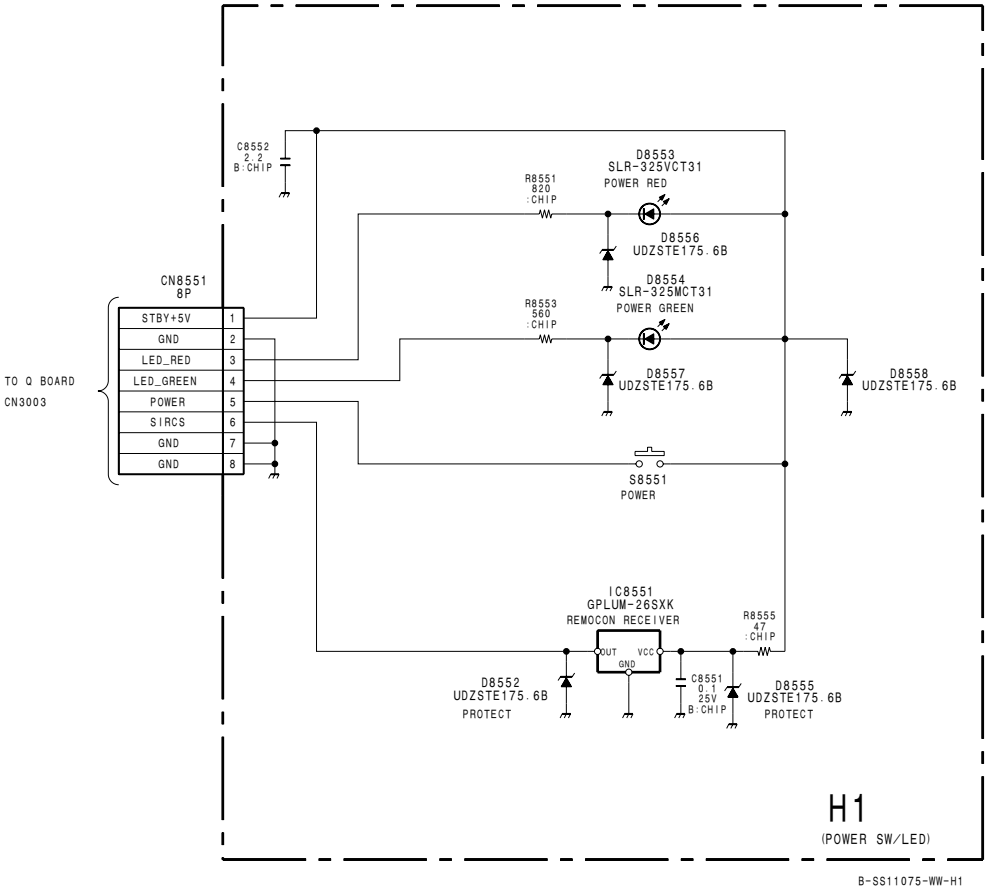 C8552
2.2
B:CHIP
D8553
SLR-325VCT31
POWER RED
R8551
820
:CHIP
D8556
UDZSTE175.6B
D8554
SLR-325MCT31
POWER GREEN
R8553
560
:CHIP
D8557
UDZSTE175.6B
D8558
UDZSTE175.6B
CN8551
8P
STBY+5V 1
GND 2
LED_RED 3
LED_GREEN 4
POWER 5
SIRCS 6
GND 7
GND 8
TO Q BOARD
CN3003
S8551
POWER
IC8551
GPLUM-26SXK
REMOCON RECEIVER
OUT VCC
GND
R8555
47
:CHIP
D8552
UDZSTE175.6B
PROTECT
C8551
0.1
25V
B:CHIP
D8555
UDZSTE175.6B
PROTECT
H1
(POWER SW/LED)
B-SS11075-WW-H1